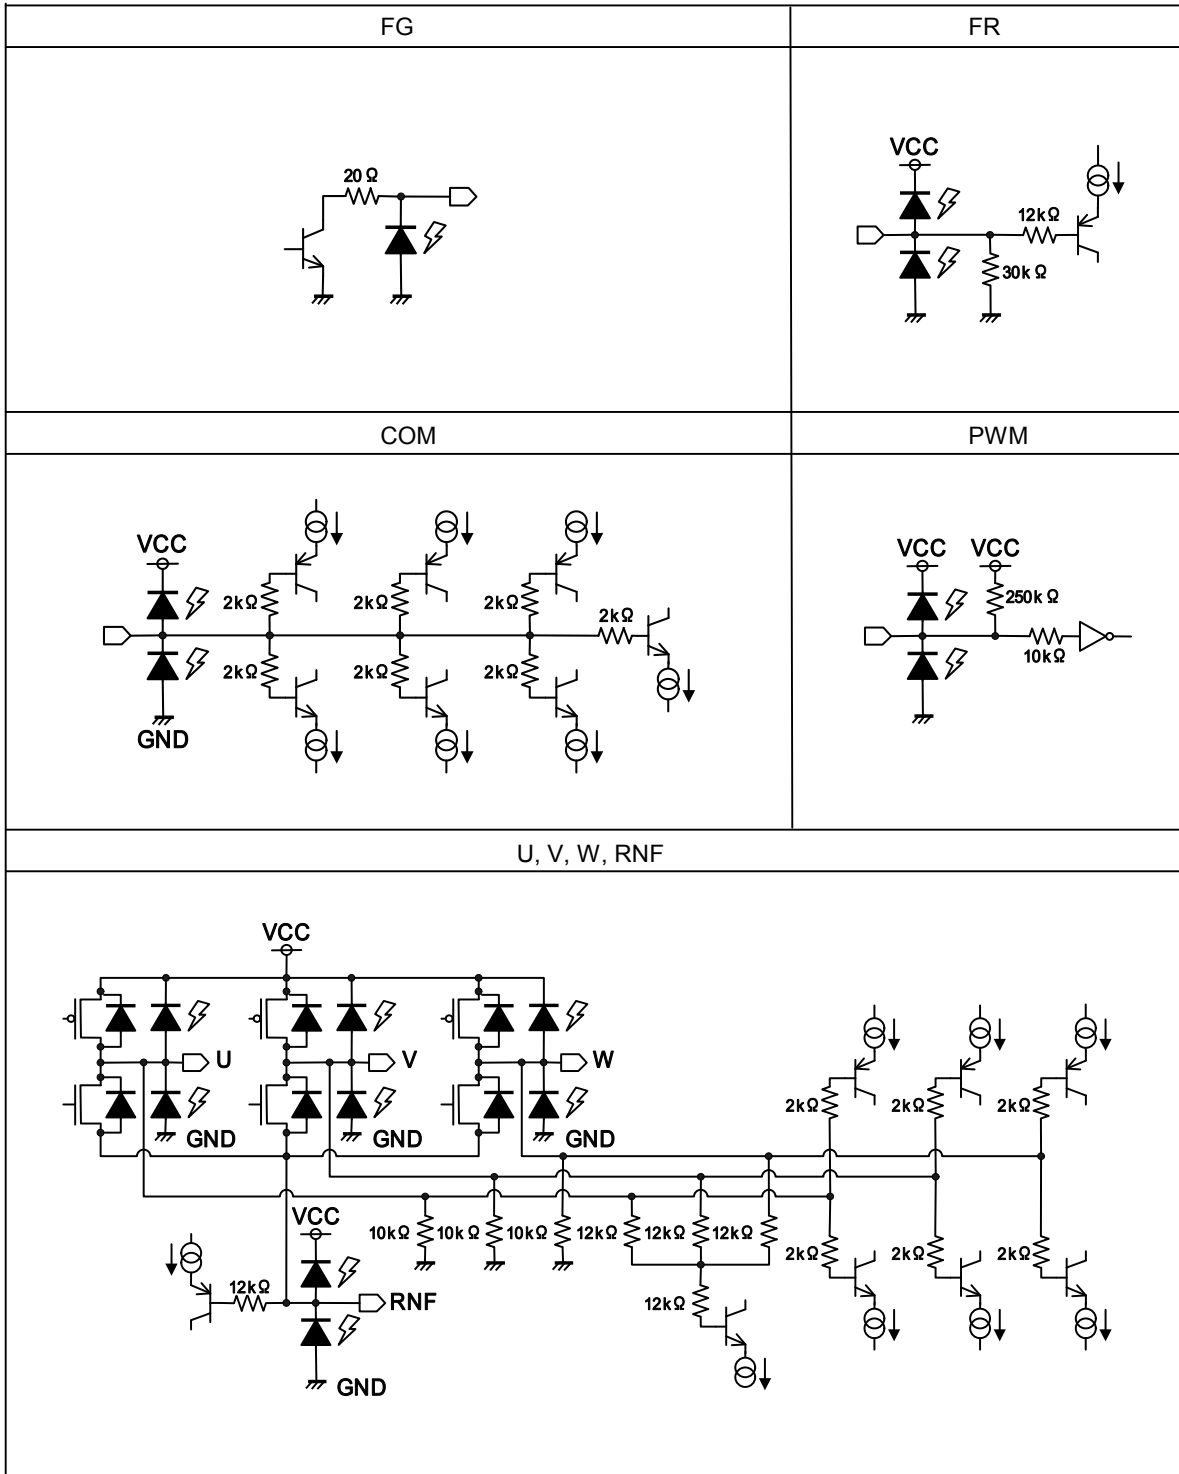 FG
FR
20Ω
VCC
12kΩ
30kΩ
COM
PWM
VCC
2kΩ
2kΩ
2kΩ
2kΩ
2kΩ
2kΩ
2kΩ
GND
VCC
VCC
250kΩ
10kΩ
U, V, W, RNF
VCC
U
V
W
GND
GND
GND
2kΩ
2kΩ
2kΩ
VCC
10kΩ
10kΩ
10kΩ
12kΩ
12kΩ
12kΩ
2kΩ
2kΩ
2kΩ
12kΩ
RNF
12kΩ
GND